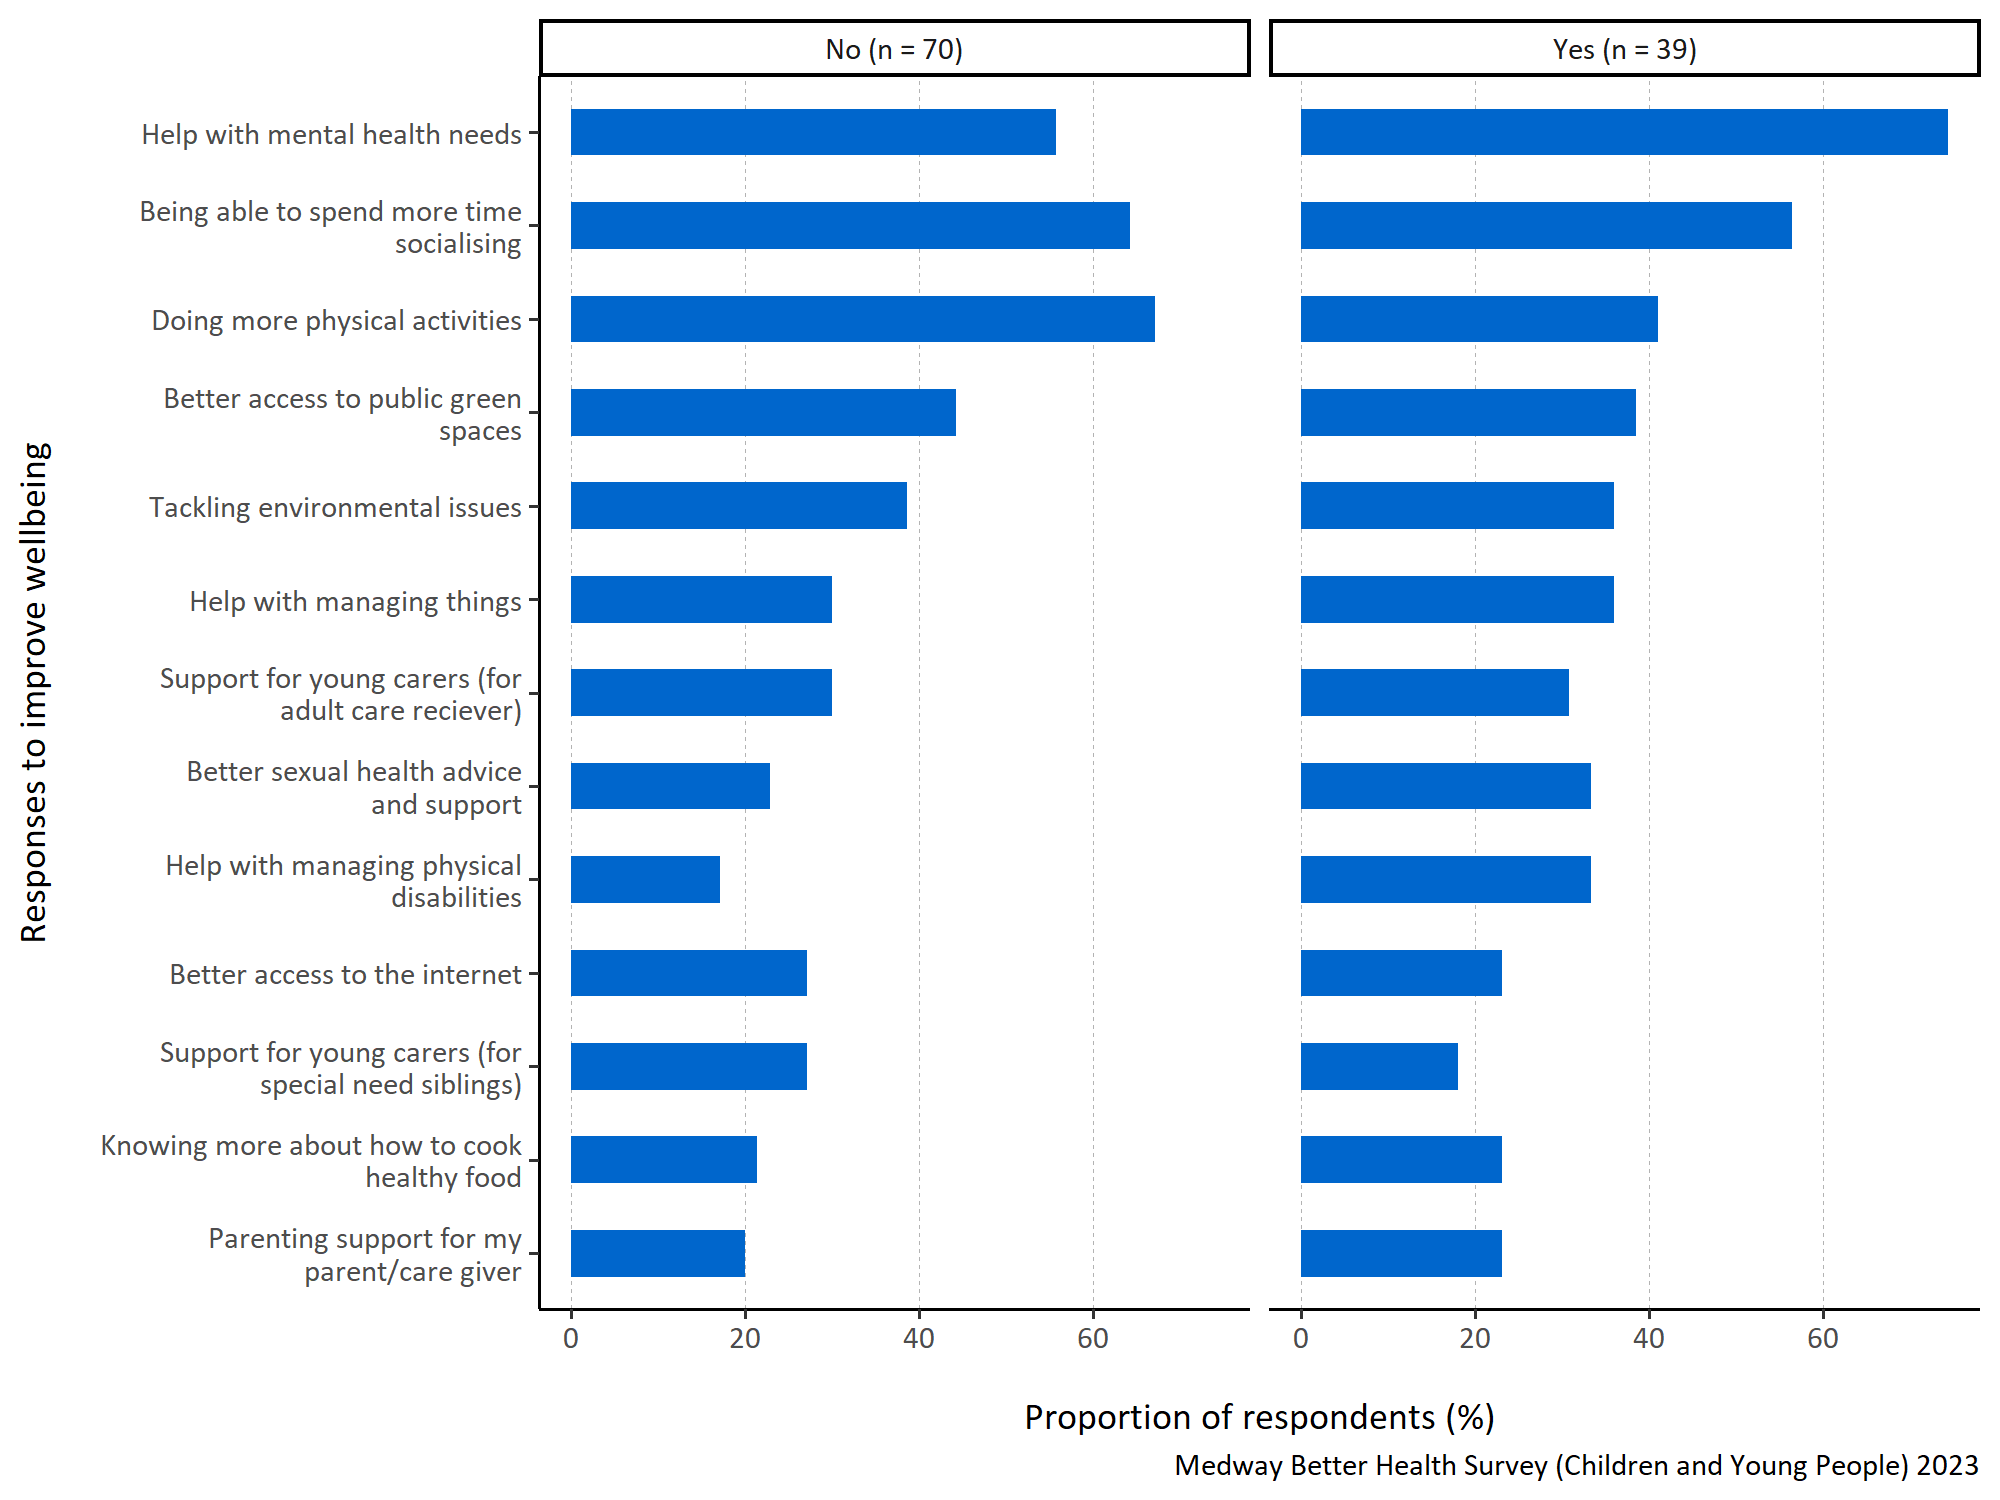 No (n = 70)
Yes (n = 39)
Responses to improve wellbeing
Help with mental health needs
Being able to spend more time
socialising
Doing more physical activities
Better access to public green
spaces
Tackling environmental issues
Help with managing things
Support for young carers (for
adult care reciever)
Better sexual health advice
and support
Help with managing physical
disabilities
Better access to the internet
Support for young carers (for
special need siblings)
Knowing more about how to cook
healthy food
Parenting support for my
parent/care giver
0 20 40 60
0 20 40 60
Proportion of respondents (%)
Medway Better Health Survey (Children and Young People) 2023